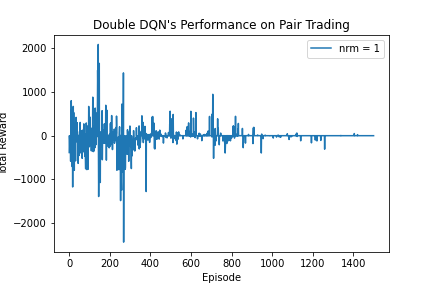 Double DQN's Performance on Pair Trading
nrm = 1
2000
1000
0
−1000
−2000
Total Reward
0 200 400 600 800 1000 1200 1400
Episode